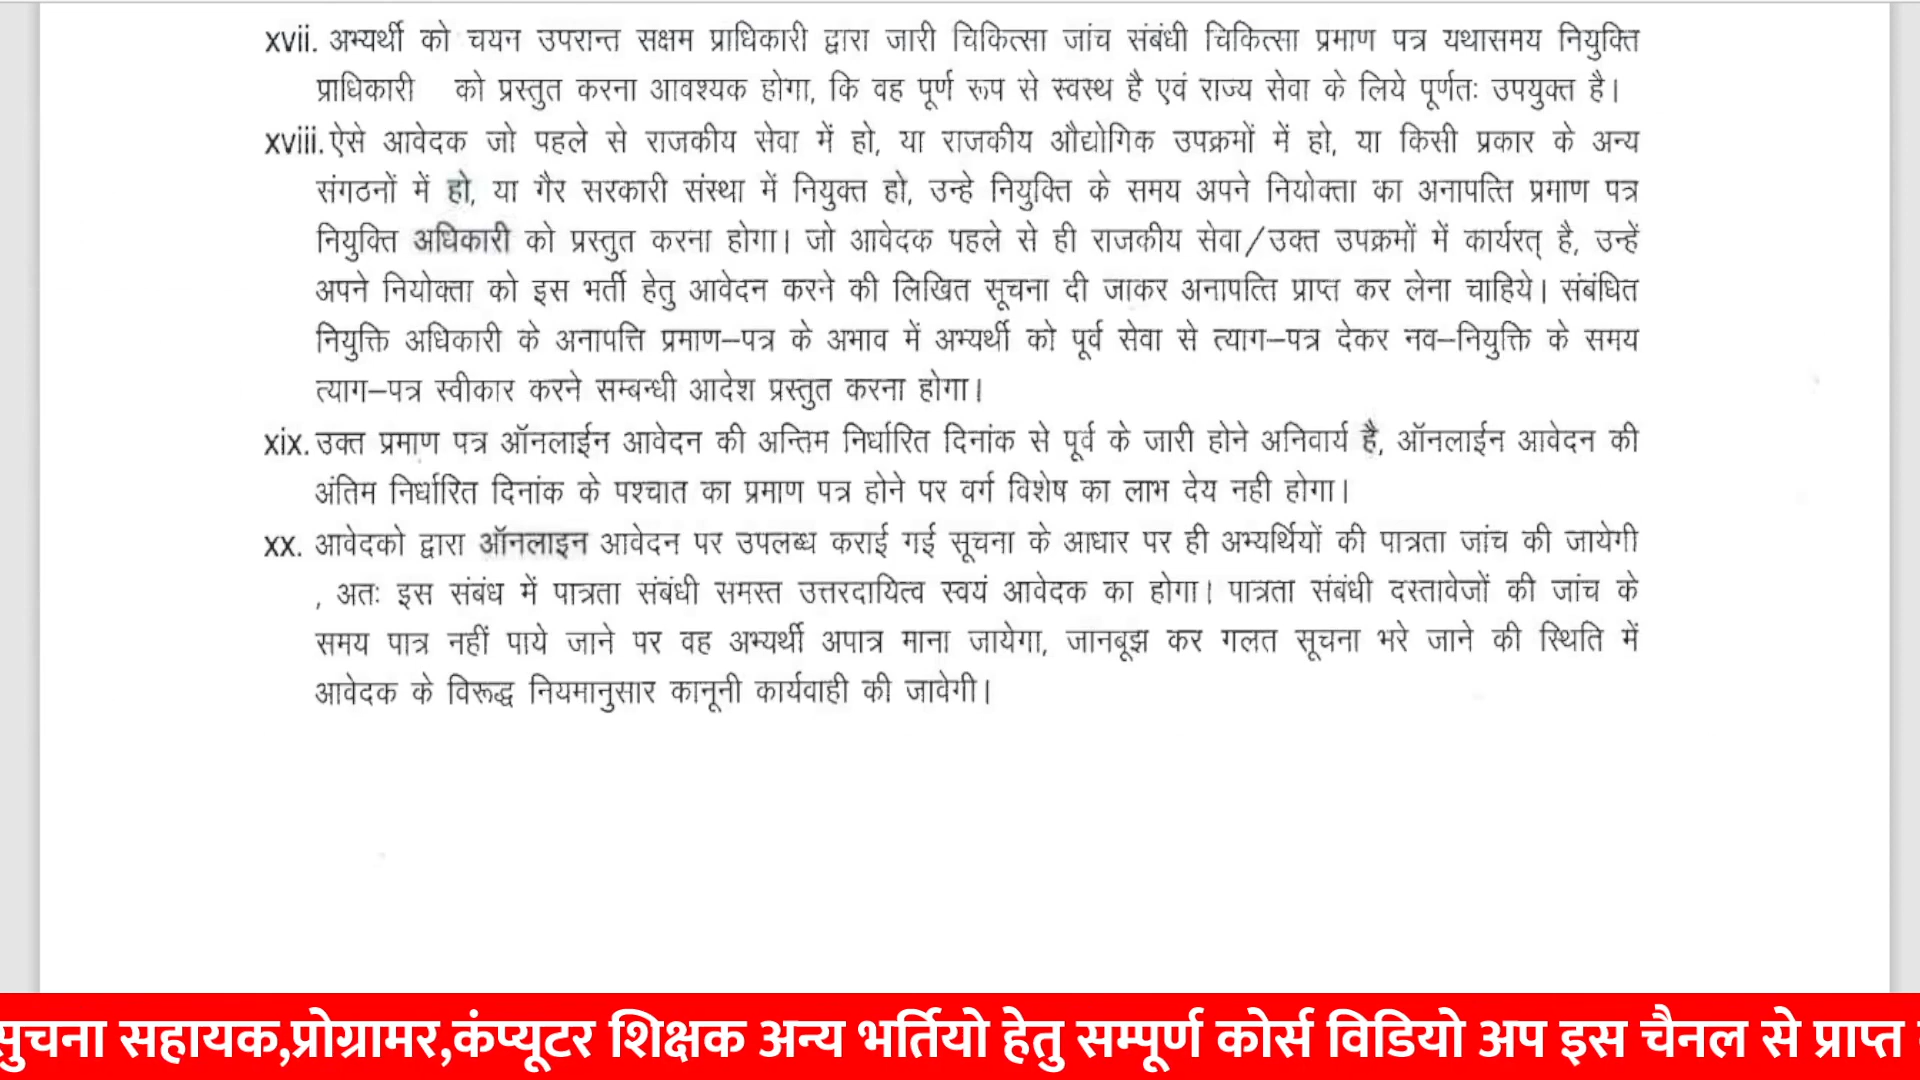 xvii. अभ्यर्थी को चयन उपरान्त सक्षम प्राधिकारी द्वारा जारी चिकित्सा जांच संबंधी चिकित्सा प्रमाण पत्र यथासमय नियुक्ति
प्राधिकारी को प्रस्तुत करना आवश्यक होगा, कि वह पूर्ण रूप से स्वस्थ है एवं राज्य सेवा के लिये पूर्णतः उपयुक्त है।
xviii. ऐसे आवेदक जो पहले से राजकीय सेवा में हो, या राजकीय औद्योगिक उपक्रमों में हो, या किसी प्रकार के अन्य
संगठनों में हो, या गैर सरकारी संस्था में नियुक्त हो, उन्हे नियुक्ति के समय अपने नियोक्ता का अनापत्ति प्रमाण पत्र
नियुक्ति अधिकारी को प्रस्तुत करना होगा। जो आवेदक पहले से ही राजकीय सेवा/उक्त उपक्रमों में कार्यरत् है, उन्हें
अपने नियोक्ता को इस भर्ती हेतु आवेदन करने की लिखित सूचना दी जाकर अनापत्ति प्राप्त कर लेना चाहिये। संबंधित
नियुक्ति अधिकारी के अनापत्ति प्रमाण–पत्र के अभाव में अभ्यर्थी को पूर्व सेवा से त्याग–पत्र देकर नव–नियुक्ति के समय
त्याग–पत्र स्वीकार करने सम्बन्धी आदेश प्रस्तुत करना होगा।
xix. उक्त प्रमाण पत्र ऑनलाईन आवेदन की अन्तिम निर्धारित दिनांक से पूर्व के जारी होने अनिवार्य है, ऑनलाईन आवेदन की
अंतिम निर्धारित दिनांक के पश्चात का प्रमाण पत्र होने पर वर्ग विशेष का लाभ देय नही होगा।
xx. आवेदको द्वारा ऑनलाइन आवेदन पर उपलब्ध कराई गई सूचना के आधार पर ही अभ्यर्थियों की पात्रता जांच की जायेगी
, अतः इस संबंध में पात्रता संबंधी समस्त उत्तरदायित्व स्वयं आवेदक का होगा। पात्रता संबंधी दस्तावेजों की जांच के
समय पात्र नहीं पाये जाने पर वह अभ्यर्थी अपात्र माना जायेगा, जानबूझ कर गलत सूचना भरे जाने की स्थिति में
आवेदक के विरूद्ध नियमानुसार कानूनी कार्यवाही की जावेगी।
सुचना सहायक,प्रोग्रामर,कंप्यूटर शिक्षक अन्य भर्तियो हेतु सम्पूर्ण कोर्स विडियो अप इस चैनल से प्राप्त